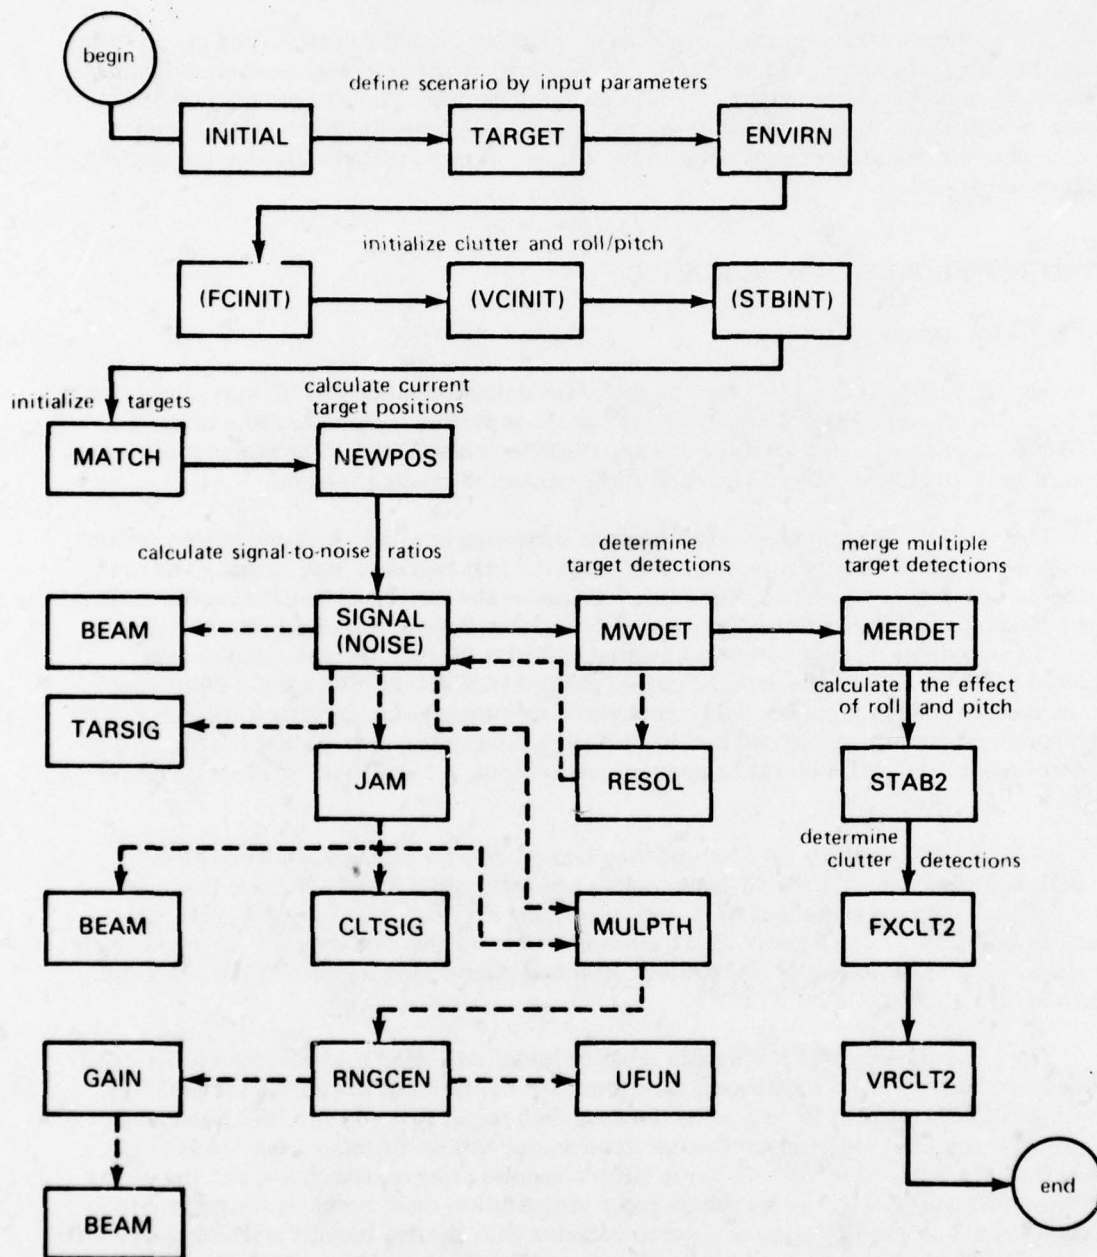 begin
define scenario by input parameters
INITIAL
TARGET
ENVIRN
initialize clutter and roll/pitch
(FCINIT)
(VCINIT)
(STBINT)
initialize targets
calculate current
target positions
MATCH
NEWPOS
calculate signal-to-noise ratios
determine
target detections
merge multiple
target detections
BEAM
SIGNAL
(NOISE)
MWDET
MERDET
calculate the effect
of roll and pitch
TARSIG
JAM
RESOL
STAB2
determine
clutter detections
BEAM
CLTSIG
MULPTH
FXCLT2
GAIN
RNGCEN
UFUN
VRCLT2
BEAM
end